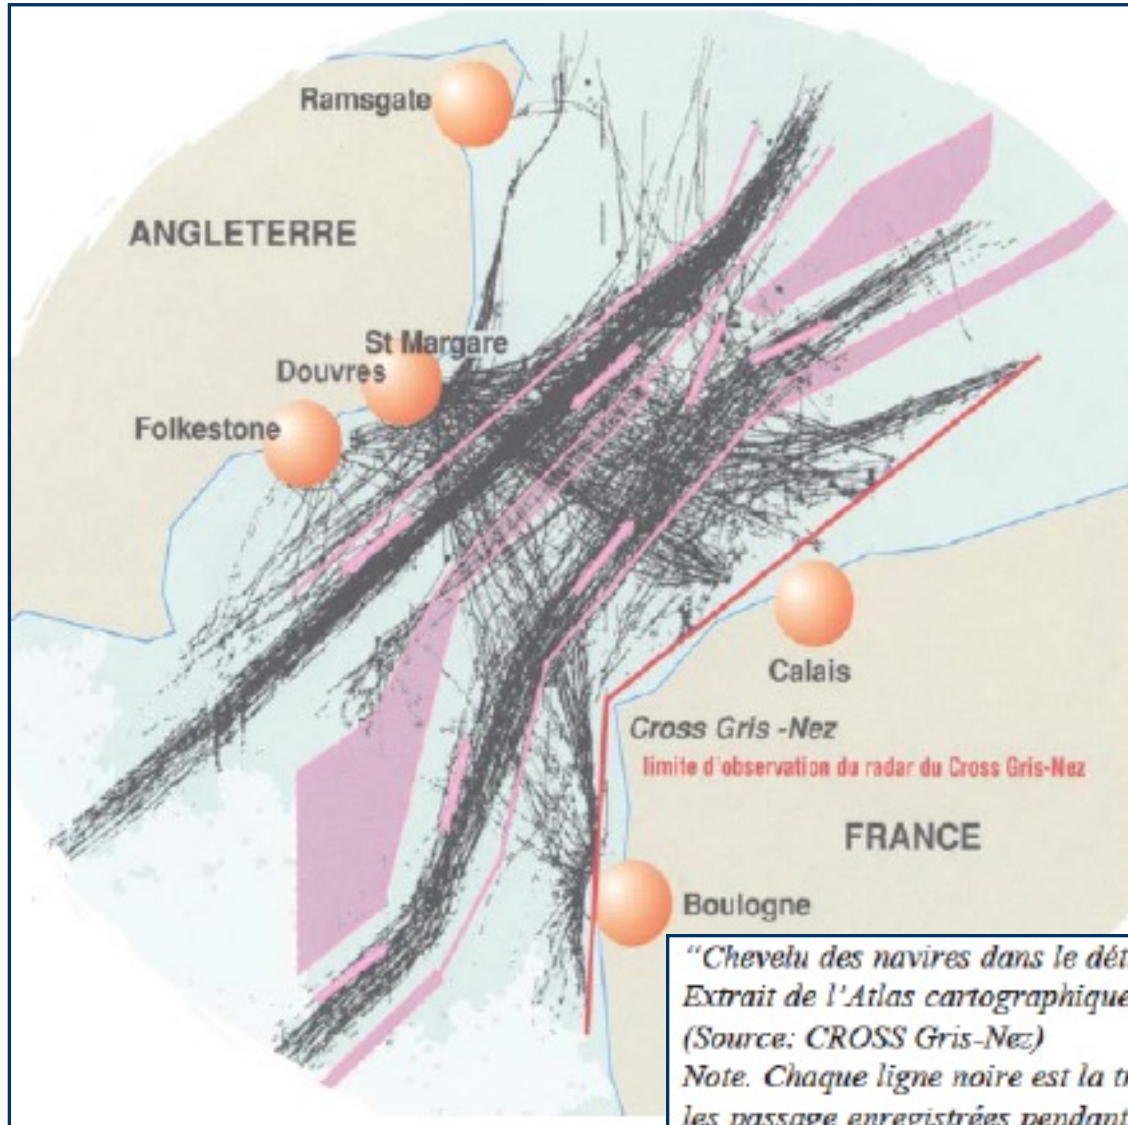 Ramsgate
ANGLETERRE
St Margare
Douvres
Folkestone
Calais
Cross Gris -Nez
limite d'observation du radar du Cross Gris-Nez
FRANCE
Boulogne
“Chevelu des navires dans le dét
Extrait de l’Atlas cartographique
(Source: CROSS Gris-Nez)
Note. Chaque ligne noire est la tr
les passage enregistrées pendant